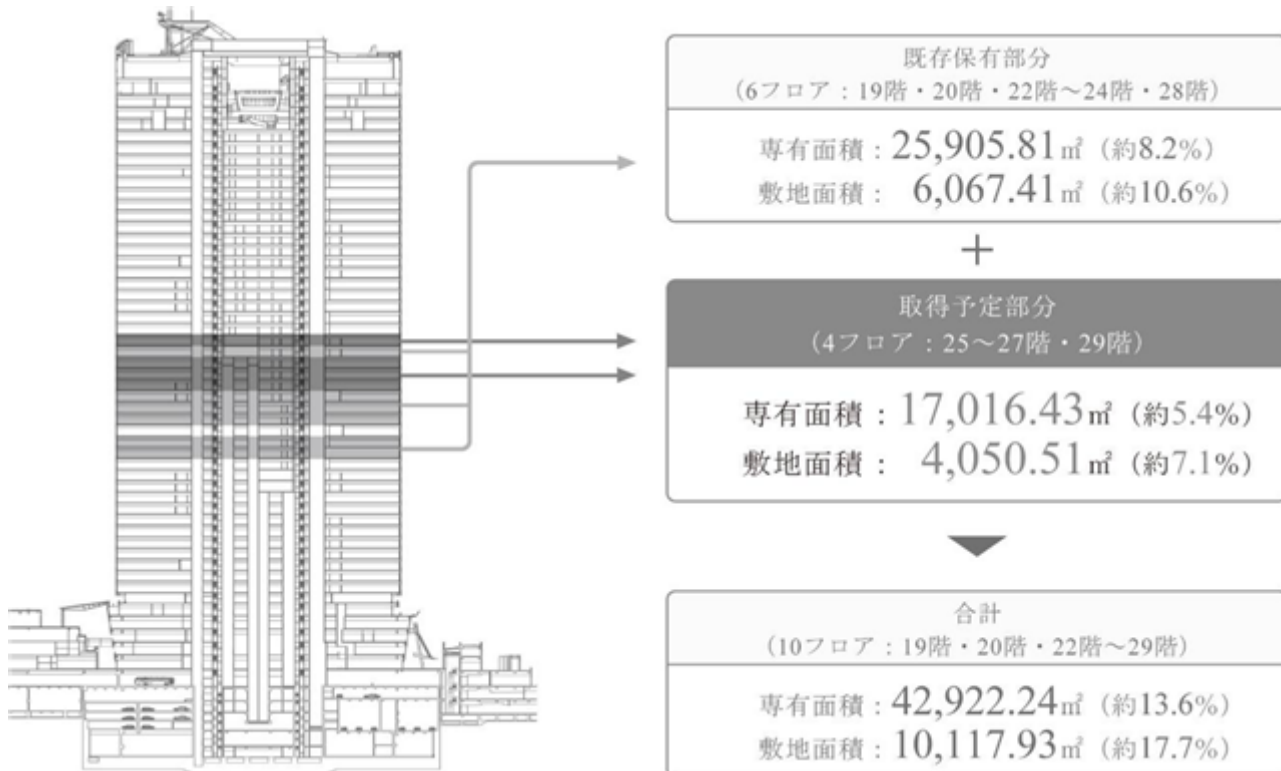 既存保有部分
(6フロア：19階・20階・22階～24階・28階)
専有面積：25,905.81㎡(約8.2%)
敷地面積：6,067.41㎡(約10.6%)
+
取得予定部分
(4フロア：25～27階・29階)
専有面積：17,016.43㎡(約5.4%)
敷地面積：4,050.51㎡(約7.1%)
合計
(10フロア：19階・20階・22階～29階)
専有面積：42,922.24㎡(約13.6%)
敷地面積：10,117.93㎡(約17.7%)